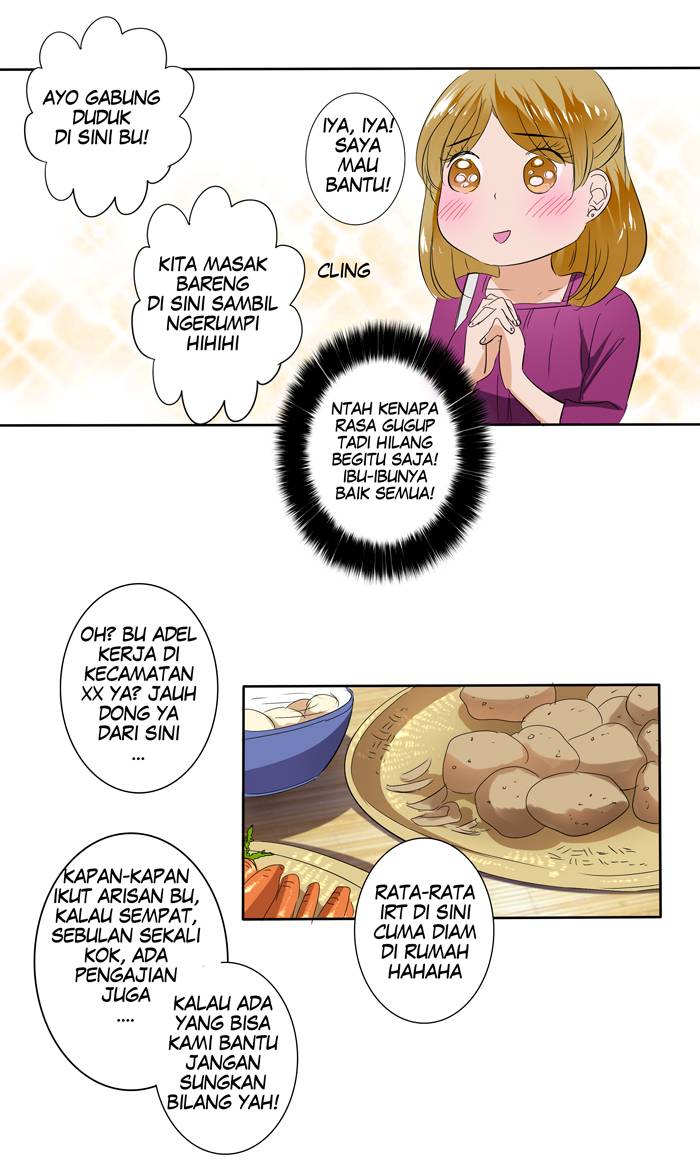 AYO GABUNG
DUDUK
DI SINI BU!
IYA, IYA!
SAYA
MAU
BANTU!
KITA MASAK
BARENG
DI SINI SAMBIL
NGERUMPI
HIHIHI
CLING
NTAH KENAPA
RASA GUGUP
TADI HILANG
BEGITU SAJA!
IBU-IBUNYA
BAIK SEMUA!
OH? BU ADEL
KERJA DI
KECAMATAN
XX YA? JAUH
DONG YA
DARI SINI
...
RATA-RATA
IRT DI SINI
CUMA DIAM
DI RUMAH
HAHAHA
KAPAN-KAPAN
IKUT ARISAN BU,
KALAU SEMPAT,
SEBULAN SEKALI
KOK, ADA
PENGAJIAN
JUGA
....
KALAU ADA
YANG BISA
KAMI BANTU
JANGAN
SUNGKAN
BILANG YAH!